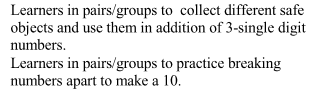 Learners in pairs/groups to  collect different safe
objects and use them in addition of 3-single digit
numbers.
Learners in pairs/groups to practice breaking
numbers apart to make a 10.